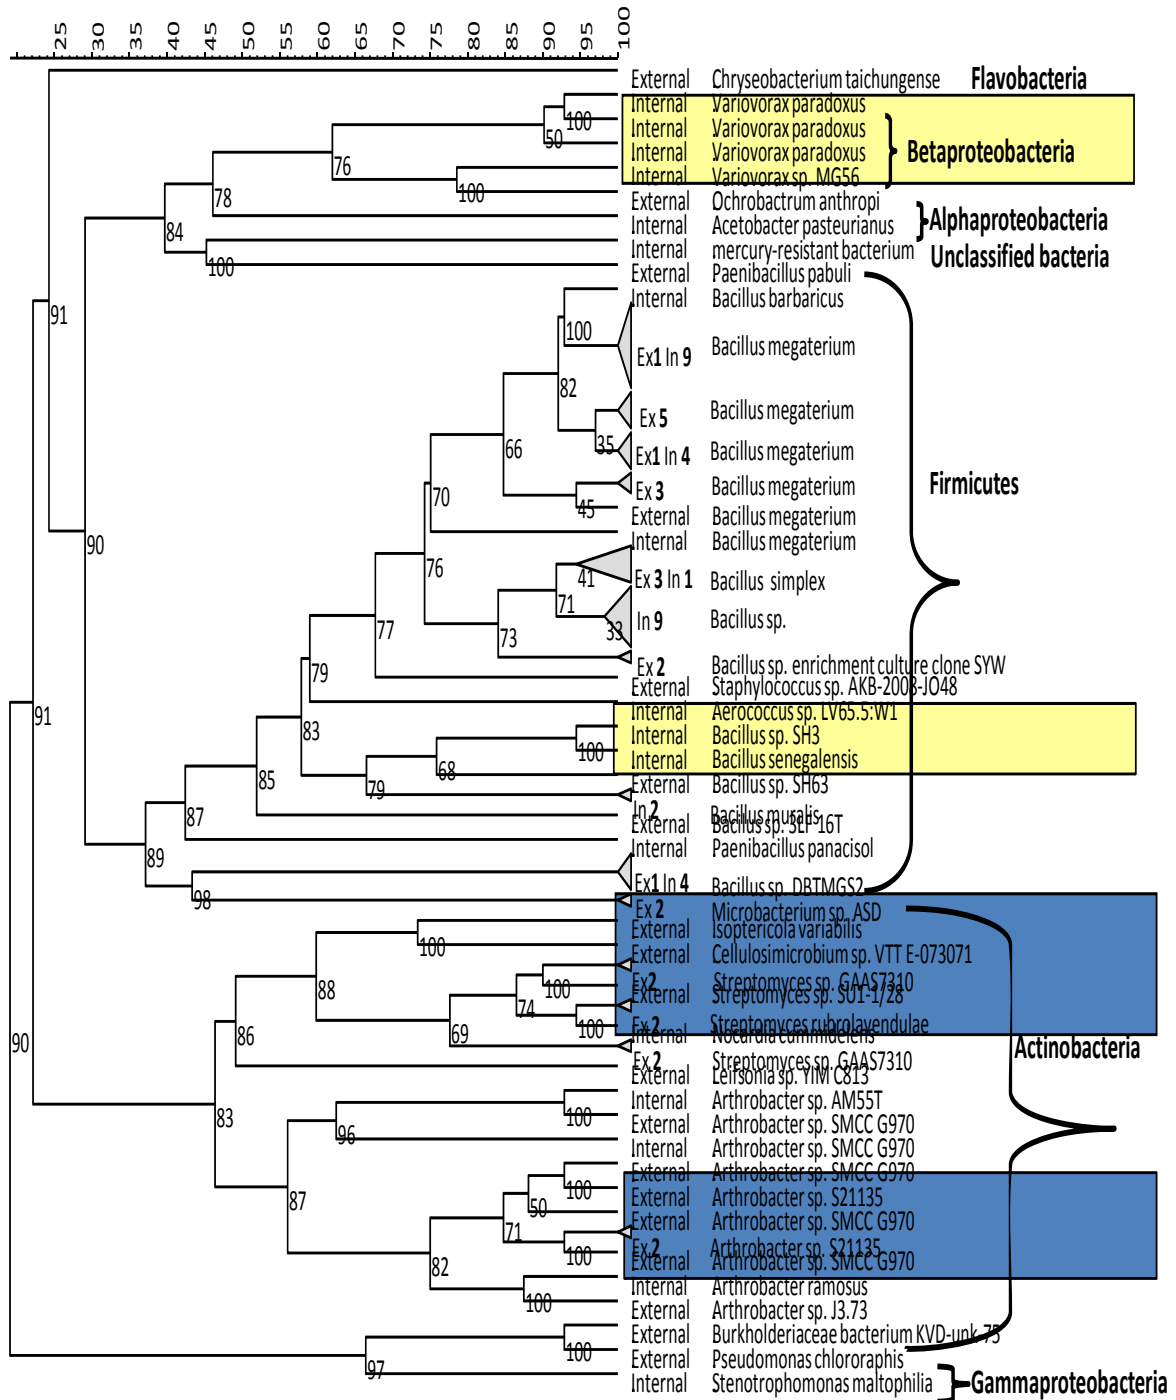 25 30 35 40 45 50 55 60 65 70 75 80 85 90 95 100
External Chryseobacterium taichungense Flavobacteria
Internal Variovorax paradoxus
100
Internal Variovorax paradoxus
50
Internal Variovorax paradoxus
Betaproteobacteria
76
Internal Variovorax sp. MG56
100
78
External Ochrobactrum anthropi
Internal Acetobacter pasteurianus
Alphaproteobacteria
84
Internal mercury-resistant bacterium
Unclassified bacteria
100
External Paenibacillus pabuli
Internal Bacillus barbaricus
91
100
Ex1 In 9 Bacillus megaterium
82
Ex 5 Bacillus megaterium
35
66
Ex1 In 4 Bacillus megaterium
Firmicutes
70
Ex 3 Bacillus megaterium
45
External Bacillus megaterium
90
Internal Bacillus megaterium
76
41
Ex 3 In 1 Bacillus simplex
71
77
73
33
In 9 Bacillus sp.
Ex 2 Bacillus sp. enrichment culture clone SYW
79
External Staphylococcus sp. AKB-2008-JO48
91
Internal Aerococcus sp. LV65.5:W1
83
Internal Bacillus sp. SH3
100
Internal Bacillus senegalensis
85
68
79
External Bacillus sp. SH63
87
In 2 Bacillus muralis
External Bacillus sp. 3LF 16T
89
Internal Paenibacillus panacisol
Ex1 In 4 Bacillus sp. DBTMGS2
98
Ex 2 Microbacterium sp. ASD
External Isoptericola variabilis
100
External Cellulosimicrobium sp. VTT E-073071
88
100
Ex2 Streptomyces sp. GAAS7310
External Streptomyces sp. SU1-1/28
74
69
100
Ex 2 Streptomyces rubrolavendulae
Internal Nocardia cummidelens
86
90
Actinobacteria
Ex 2 Streptomyces sp. GAAS7310
External Leifsonia sp. YIM C813
83
Internal Arthrobacter sp. AM55T
100
External Arthrobacter sp. SMCC G970
96
Internal Arthrobacter sp. SMCC G970
External Arthrobacter sp. SMCC G970
100
87
External Arthrobacter sp. S21135
50
External Arthrobacter sp. SMCC G970
71
Ex 2 Arthrobacter sp. S21135
100
External Arthrobacter sp. SMCC G970
82
Internal Arthrobacter ramosus
100
External Arthrobacter sp. J3.73
External Burkholderiaceae bacterium KVD-unk-75
100
External Pseudomonas chlororaphis
97
Internal Stenotrophomonas maltophilia
Gammaproteobacteria